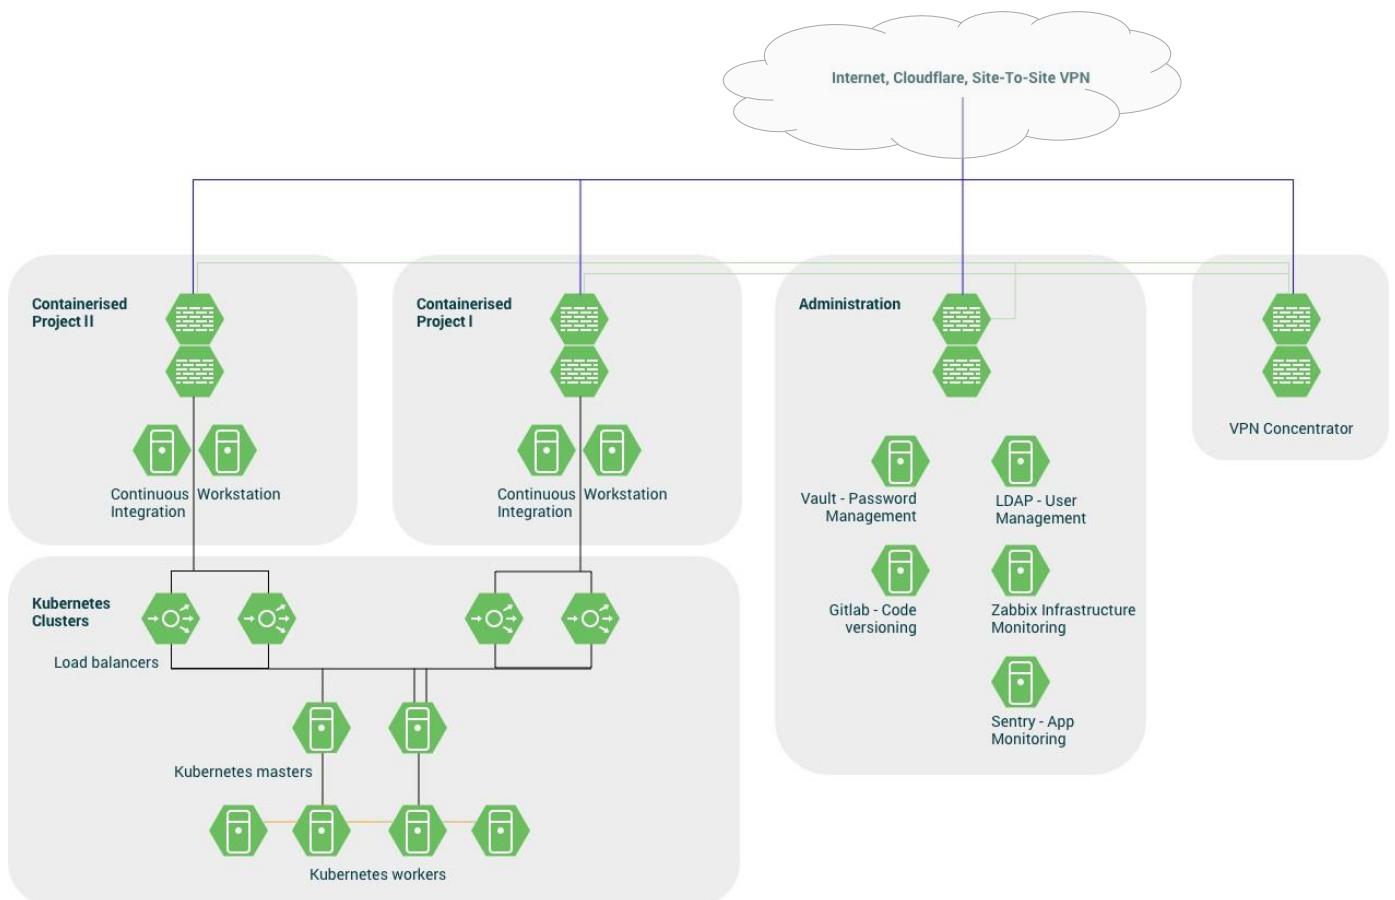 Internet, Cloudflare, Site-To-Site VPN
Containerised
Project II
Continuous
Integration
Workstation
Containerised
Project I
Continuous
Integration
Workstation
Administration
Vault - Password
Management
LDAP - User
Management
Gitlab - Code
versioning
Zabbix Infrastructure
Monitoring
Sentry - App
Monitoring
VPN Concentrator
Kubernetes
Clusters
Load balancers
Kubernetes masters
Kubernetes workers